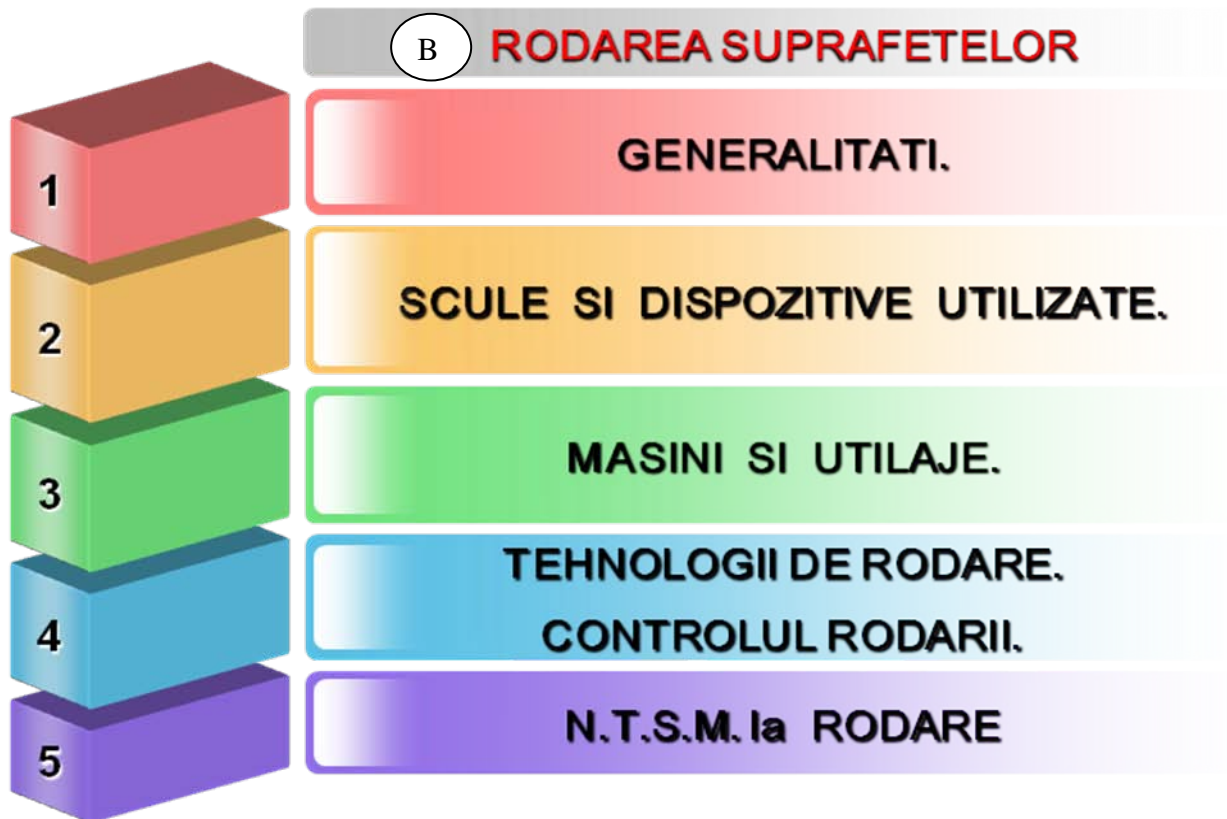 B RODAREA SUPRAFETELOR
1 GENERALITATI.
2 SCULE SI DISPOZITIVE UTILIZATE.
3 MASINI SI UTILAJE.
4 TEHNOLOGII DE RODARE.
CONTROLUL RODARII.
5 N.T.S.M. la RODARE